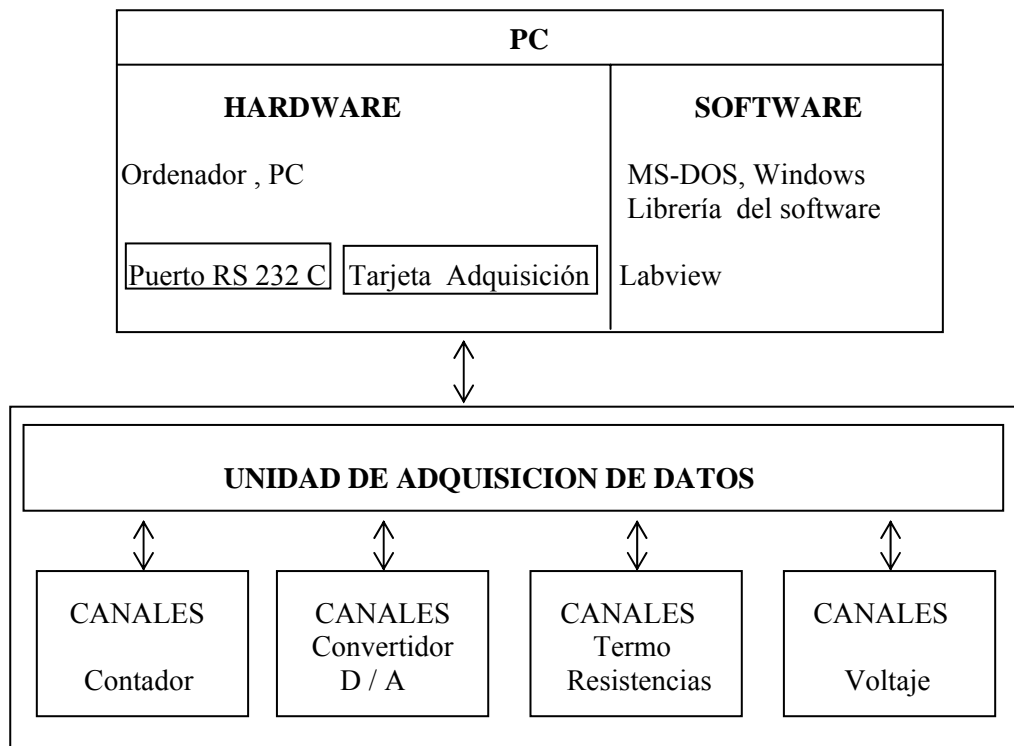 PC
HARDWARE
Ordenador , PC
Puerto RS 232 C
Tarjeta Adquisición
SOFTWARE
MS-DOS, Windows
Librería del software
Labview
UNIDAD DE ADQUISICION DE DATOS
CANALES
Contador
CANALES
Convertidor
D / A
CANALES
Termo
Resistencias
CANALES
Voltaje